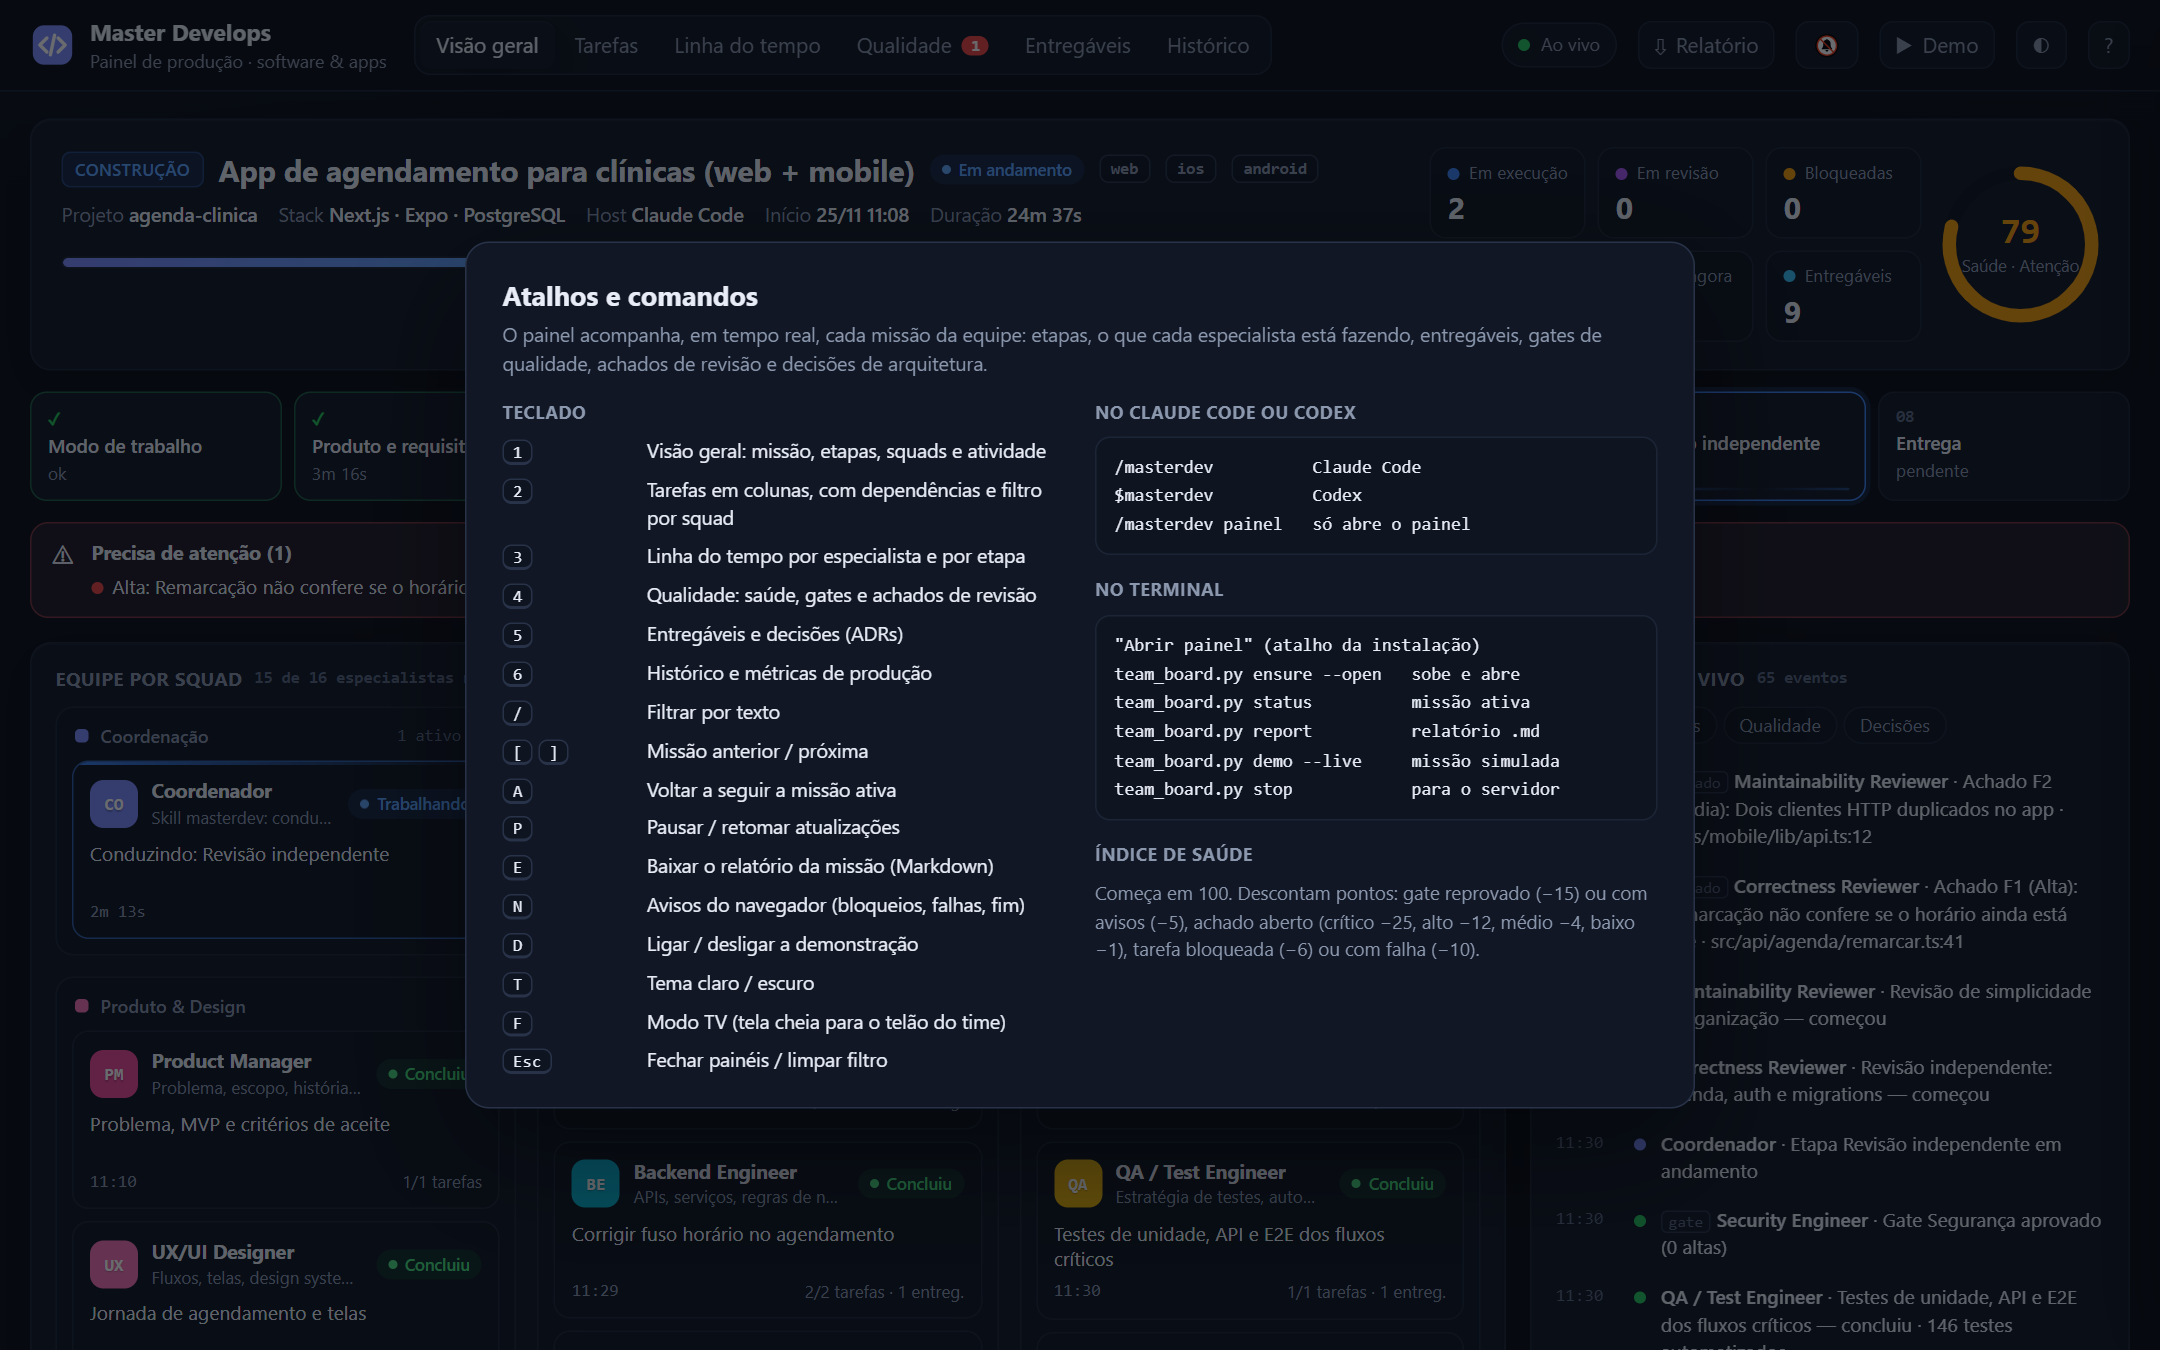 Master Develops
Painel de produção · software & apps
Visão geral
Tarefas
Linha do tempo
Qualidade 1
Entregáveis
Histórico
Ao vivo
⇩ Relatório
▶ Demo
?
CONSTRUÇÃO
App de agendamento para clínicas (web + mobile)
Em andamento
web
ios
android
Projeto agenda-clinica Stack Next.js · Expo · PostgreSQL Host Claude Code Início 25/11 11:08 Duração 24m 37s
Em execução
2
Em revisão
0
Bloqueadas
0
Entregáveis
9
79
Saúde · Atenção
✓
Modo de trabalho
ok
✓
Produto e requisit
3m 16s
independente
08
Entrega
pendente
Precisa de atenção (1)
Alta: Remarcação não confere se o horário
EQUIPE POR SQUAD 15 de 16 especialistas
Coordenação
1 ativo
CO
Coordenador
Skill masterdev: condu...
Trabalhando
Conduzindo: Revisão independente
2m 13s
Produto & Design
PM
Product Manager
Problema, escopo, história...
Concluiu
Problema, MVP e critérios de aceite
11:10
1/1 tarefas
UX
UX/UI Designer
Fluxos, telas, design syste...
Concluiu
Jornada de agendamento e telas
Atalhos e comandos
O painel acompanha, em tempo real, cada missão da equipe: etapas, o que cada especialista está fazendo, entregáveis, gates de
qualidade, achados de revisão e decisões de arquitetura.
TECLADO
1 Visão geral: missão, etapas, squads e atividade
2 Tarefas em colunas, com dependências e filtro
por squad
3 Linha do tempo por especialista e por etapa
4 Qualidade: saúde, gates e achados de revisão
5 Entregáveis e decisões (ADRs)
6 Histórico e métricas de produção
/ Filtrar por texto
[ ] Missão anterior / próxima
A Voltar a seguir a missão ativa
P Pausar / retomar atualizações
E Baixar o relatório da missão (Markdown)
N Avisos do navegador (bloqueios, falhas, fim)
D Ligar / desligar a demonstração
T Tema claro / escuro
F Modo TV (tela cheia para o telão do time)
Esc Fechar painéis / limpar filtro
NO CLAUDE CODE OU CODEX
/masterdev Claude Code
$masterdev Codex
/masterdev painel só abre o painel
NO TERMINAL
"Abrir painel" (atalho da instalação)
team_board.py ensure --open sobe e abre
team_board.py status missão ativa
team_board.py report relatório .md
team_board.py demo --live missão simulada
team_board.py stop para o servidor
ÍNDICE DE SAÚDE
Começa em 100. Descontam pontos: gate reprovado (−15) ou com
avisos (−5), achado aberto (crítico −25, alto −12, médio −4, baixo
−1), tarefa bloqueada (−6) ou com falha (−10).
BE
Backend Engineer
APIs, serviços, regras de n...
Concluiu
Corrigir fuso horário no agendamento
11:29
2/2 tarefas · 1 entreg.
QA
QA / Test Engineer
Estratégia de testes, auto...
Concluiu
Testes de unidade, API e E2E dos fluxos
críticos
11:30
1/1 tarefas · 1 entreg.
VIVO 65 eventos
Qualidade
Decisões
Maintainability Reviewer · Achado F2
dia): Dois clientes HTTP duplicados no app ·
s/mobile/lib/api.ts:12
Correctness Reviewer · Achado F1 (Alta):
arcação não confere se o horário ainda está
· src/api/agenda/remarcar.ts:41
ntainability Reviewer · Revisão de simplicidade
ganização — começou
rectness Reviewer · Revisão independente:
nda, auth e migrations — começou
11:30 Coordenador · Etapa Revisão independente em
andamento
11:30 gate Security Engineer · Gate Segurança aprovado
(0 altas)
11:30 QA / Test Engineer · Testes de unidade, API e E2E
dos fluxos críticos — concluiu · 146 testes